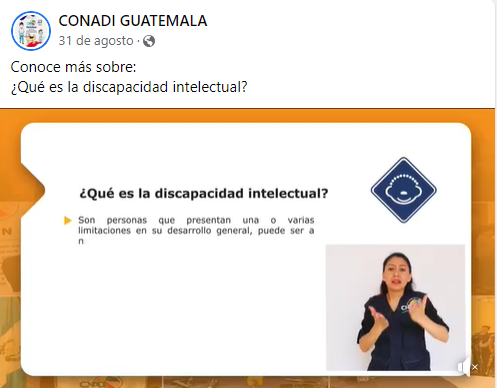 CONADI GUATEMALA
31 de agosto ·
Conoce más sobre:
¿Qué es la discapacidad intelectual?
¿Qué es la discapacidad intelectual?
Son personas que presentan una o varias
limitaciones en su desarrollo general, puede ser a
n